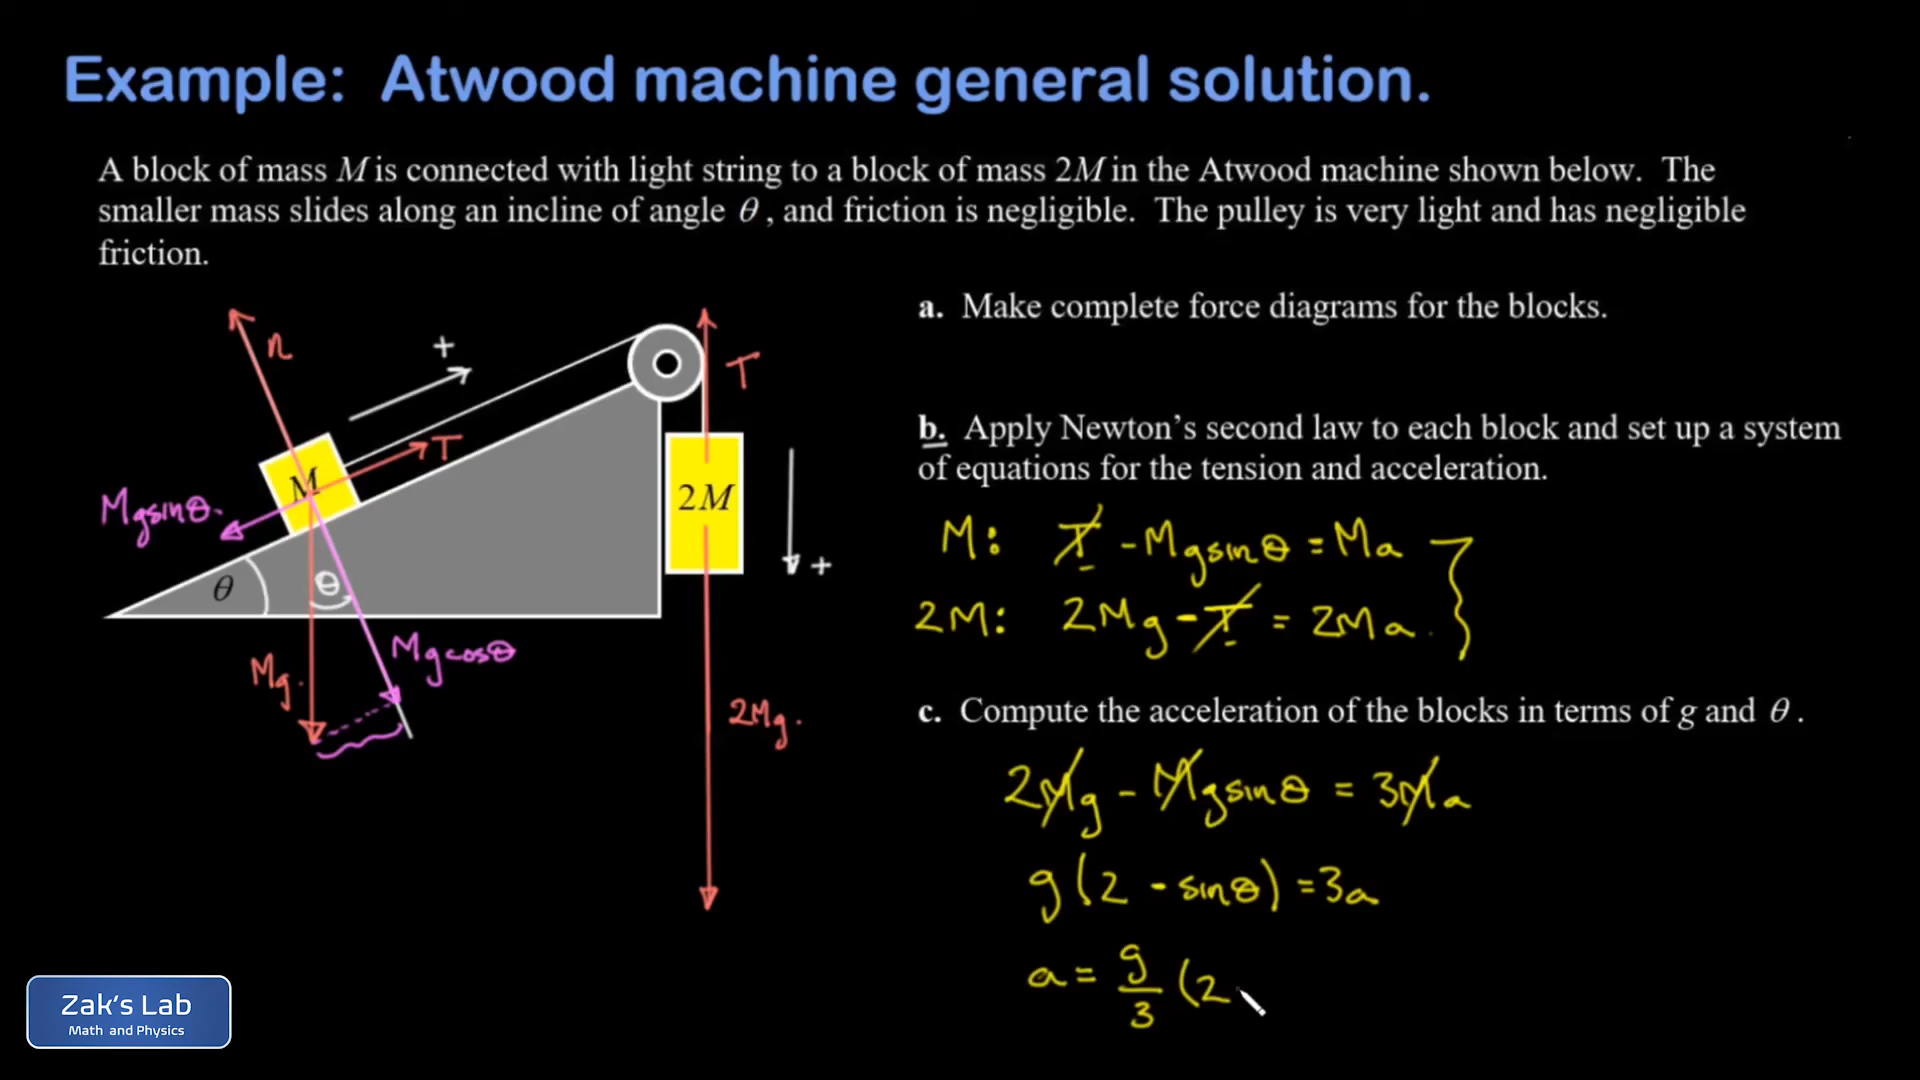 Example: Atwood machine general solution.
A block of mass M is connected with light string to a block of mass 2M in the Atwood machine shown below. The
smaller mass slides along an incline of angle θ, and friction is negligible. The pulley is very light and has negligible
friction.
a. Make complete force diagrams for the blocks.
n
+
T
T
M
2M
Mgsinθ.
θ
θ
+
Mgcosθ
Mg.
2Mg.
b. Apply Newton's second law to each block and set up a system
of equations for the tension and acceleration.
M: T - Mgsinθ = Ma
2M: 2Mg - T = 2Ma.
c. Compute the acceleration of the blocks in terms of g and θ.
2Mg - Mgsinθ = 3Ma
g(2 - sinθ) = 3a
a = g/3 (2
Zak's Lab
Math and Physics